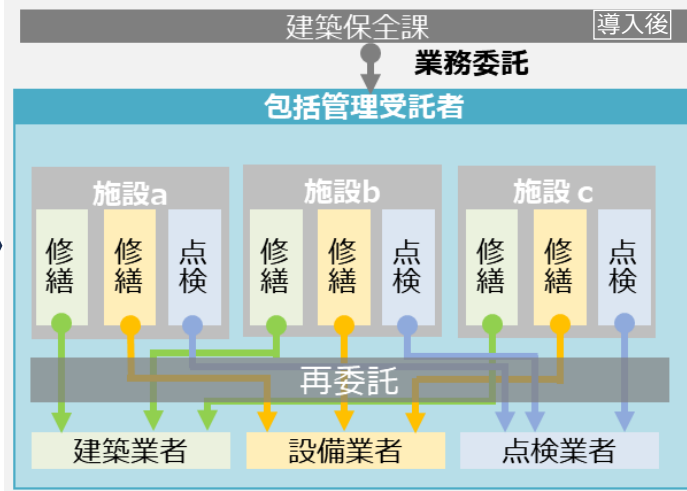 建築保全課
導入後
業務委託
包括管理受託者
施設a
施設b
施設 c
修繕
修繕
点検
修繕
修繕
点検
修繕
修繕
点検
再委託
建築業者
設備業者
点検業者